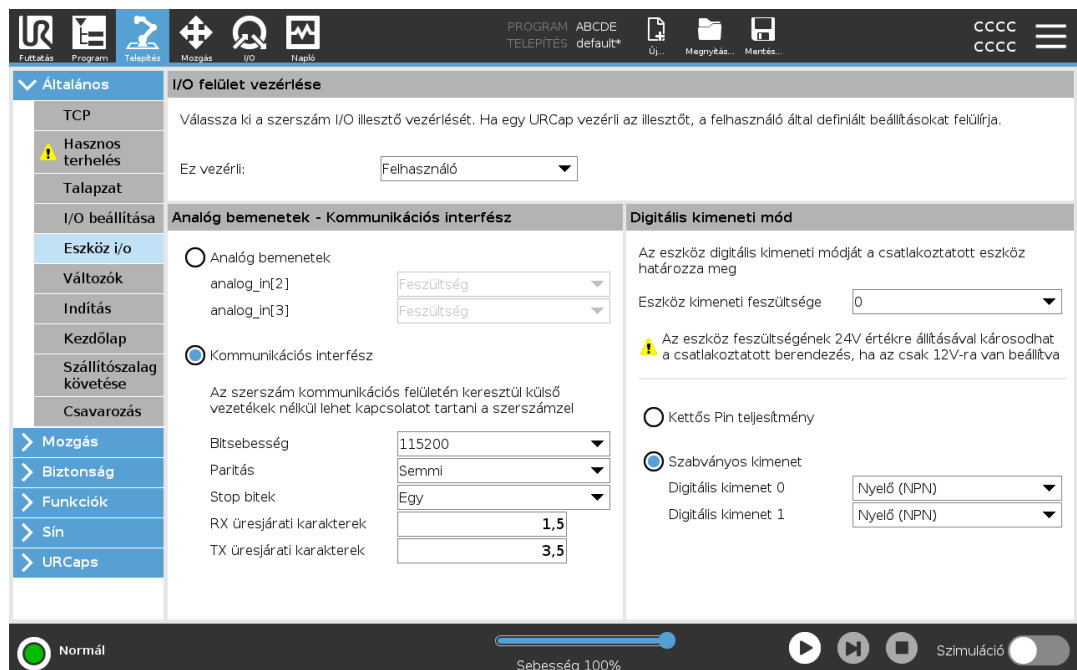 Futtatás
Program
Telepítés
Mozgás
I/O
Napló
PROGRAM ABCDE
TELEPÍTÉS default*
Új...
Megnyitás...
Mentés...
CCCC
CCCC
Általános
TCP
Hasznos
terhelés
Talapzat
I/O beállítása
Eszköz i/o
Változók
Indítás
Kezdőlap
Szállítószalag
követése
Csavarozás
Mozgás
Biztonság
Funkciók
Sín
URCaps
I/O felület vezérlése
Válassza ki a szerszám I/O illesztő vezérlését. Ha egy URCap vezérli az illesztőt, a felhasználó által definiált beállításokat felülírja.
Ez vezérli: Felhasználó
Analóg bemenetek - Kommunikációs interfész
Analóg bemenetek
analog_in[2] Feszültség
analog_in[3] Feszültség
Kommunikációs interfész
Az szerszám kommunikációs felületén keresztül külső
vezetékek nélkül lehet kapcsolatot tartani a szerszámzel
Bitsebesség 115200
Paritás Semmi
Stop bitek Egy
RX üresjárati karakterek 1,5
TX üresjárati karakterek 3,5
Digitális kimeneti mód
Az eszköz digitális kimeneti módját a csatlakoztatott eszköz
határozza meg
Eszköz kimeneti feszültsége 0
Az eszköz feszültségének 24V értékre állításával károsodhat
a csatlakoztatott berendezés, ha az csak 12V-ra van beállítva
Kettős Pin teljesítmény
Szabványos kimenet
Digitális kimenet 0 Nyelő (NPN)
Digitális kimenet 1 Nyelő (NPN)
Normál
Sebesség 100%
Szimuláció